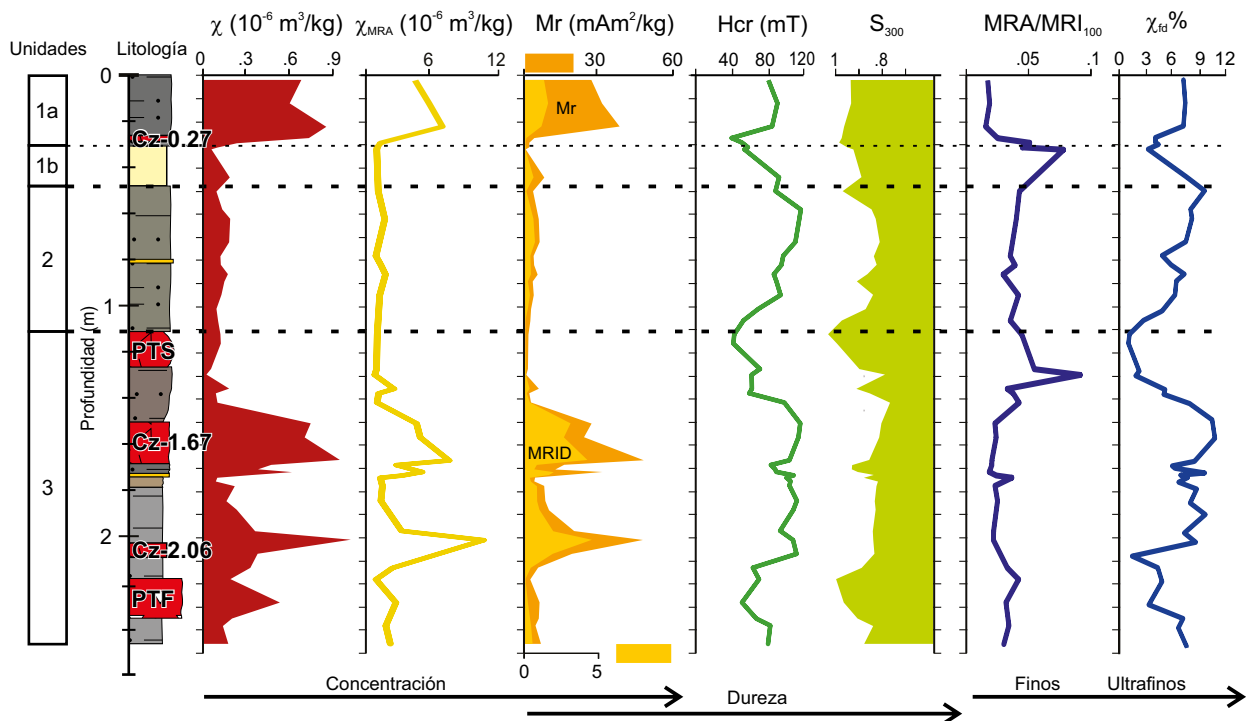 χ (10⁻⁶ m³/kg) χMRA (10⁻⁶ m³/kg) Mr (mAm²/kg) Hcr (mT) S₃₀₀ MRA/MRI₁₀₀ χfd%
Unidades Litología
0 .3 .6 .9 6 12 0 30 60 40 80 120 1 .8 .05 .1 0 3 6 9 12
0
1a
Mr
Cz-0.27
1b
2
1
Profundidad (m)
PTS
Cz-1.67
MRID
3
2
Cz-2.06
PTF
0 5
Concentración
Dureza
Finos Ultrafinos